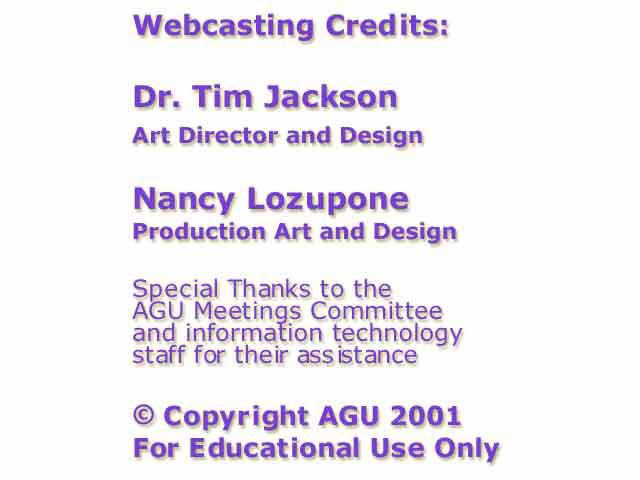 Webcasting Credits:
Dr. Tim Jackson
Art Director and Design
Nancy Lozupone
Production Art and Design
Special Thanks to the
AGU Meetings Committee
and information technology
staff for their assistance
© Copyright AGU 2001
For Educational Use Only